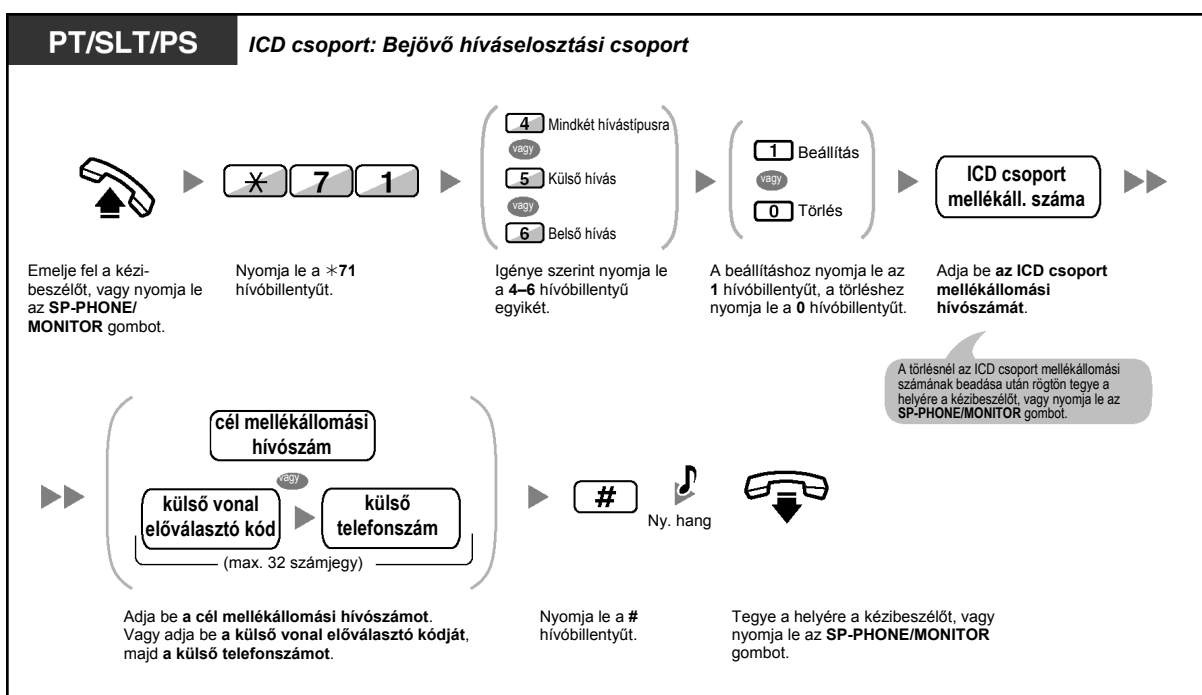 PT/SLT/PS
ICD csoport: Bejövő híváselosztási csoport
4 Mindkét hívástípusra
vagy
5 Külső hívás
vagy
6 Belső hívás
1 Beállítás
vagy
0 Törlés
✳ 7 1
ICD csoport
mellékáll. száma
Emelje fel a kézi-
beszélőt, vagy nyomja le
az SP-PHONE/
MONITOR gombot.
Nyomja le a ✳71
hívóbillentyűt.
Igénye szerint nyomja le
a 4–6 hívóbillentyű
egyikét.
A beállításhoz nyomja le az
1 hívóbillentyűt, a törléshez
nyomja le a 0 hívóbillentyűt.
Adja be az ICD csoport
mellékállomási
hívószámát.
A törlésnél az ICD csoport mellékállomási
számának beadása után rögtön tegye a
helyére a kézibeszélőt, vagy nyomja le az
SP-PHONE/MONITOR gombot.
cél mellékállomási
hívószám
vagy
külső vonal
előválasztó kód
külső
telefonszám
(max. 32 számjegy)
#
Ny. hang
Adja be a cél mellékállomási hívószámot.
Vagy adja be a külső vonal előválasztó kódját,
majd a külső telefonszámot.
Nyomja le a #
hívóbillentyűt.
Tegye a helyére a kézibeszélőt, vagy
nyomja le az SP-PHONE/MONITOR
gombot.